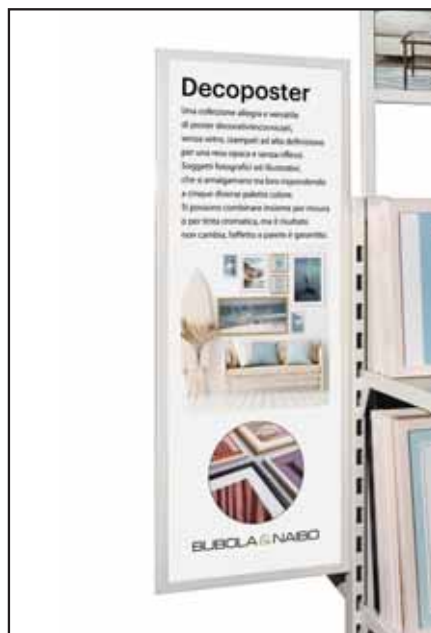 Decoposter
Una collezione allegra e versatile
di poster decorativi incorniciati,
senza vetro, stampati ad alta definizione
per una resa opaca e senza riflessi.
Soggetti fotografici ed illustrativi,
che si amalgamano tra loro rispondendo
a cinque diverse palette colore.
Si possono combinare insieme per misura
o per tinta cromatica, ma il risultato
non cambia, l'effetto a parete è garantito.
BUBOLA & NAIBO